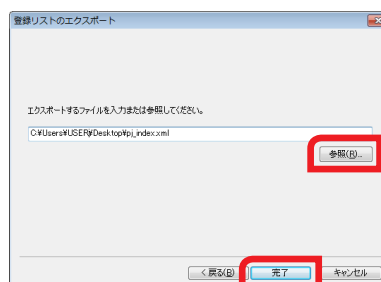 登録リストのエクスポート
エクスポートするファイルを入力または参照してください。
C:¥Users¥USER¥Desktop¥pj_index.xml
参照(R)...
< 戻る(B)
完了
キャンセル